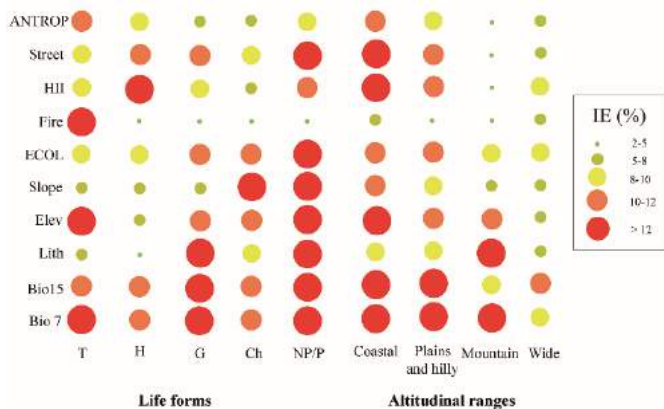 ANTROP
Street
HII
Fire
ECOL
Slope
Elev
Lith
Bio15
Bio 7
T H G Ch NP/P Coastal Plains and hilly Mountain Wide
Life forms Altitudinal ranges
IE (%)
2-5
5-8
8-10
10-12
> 12